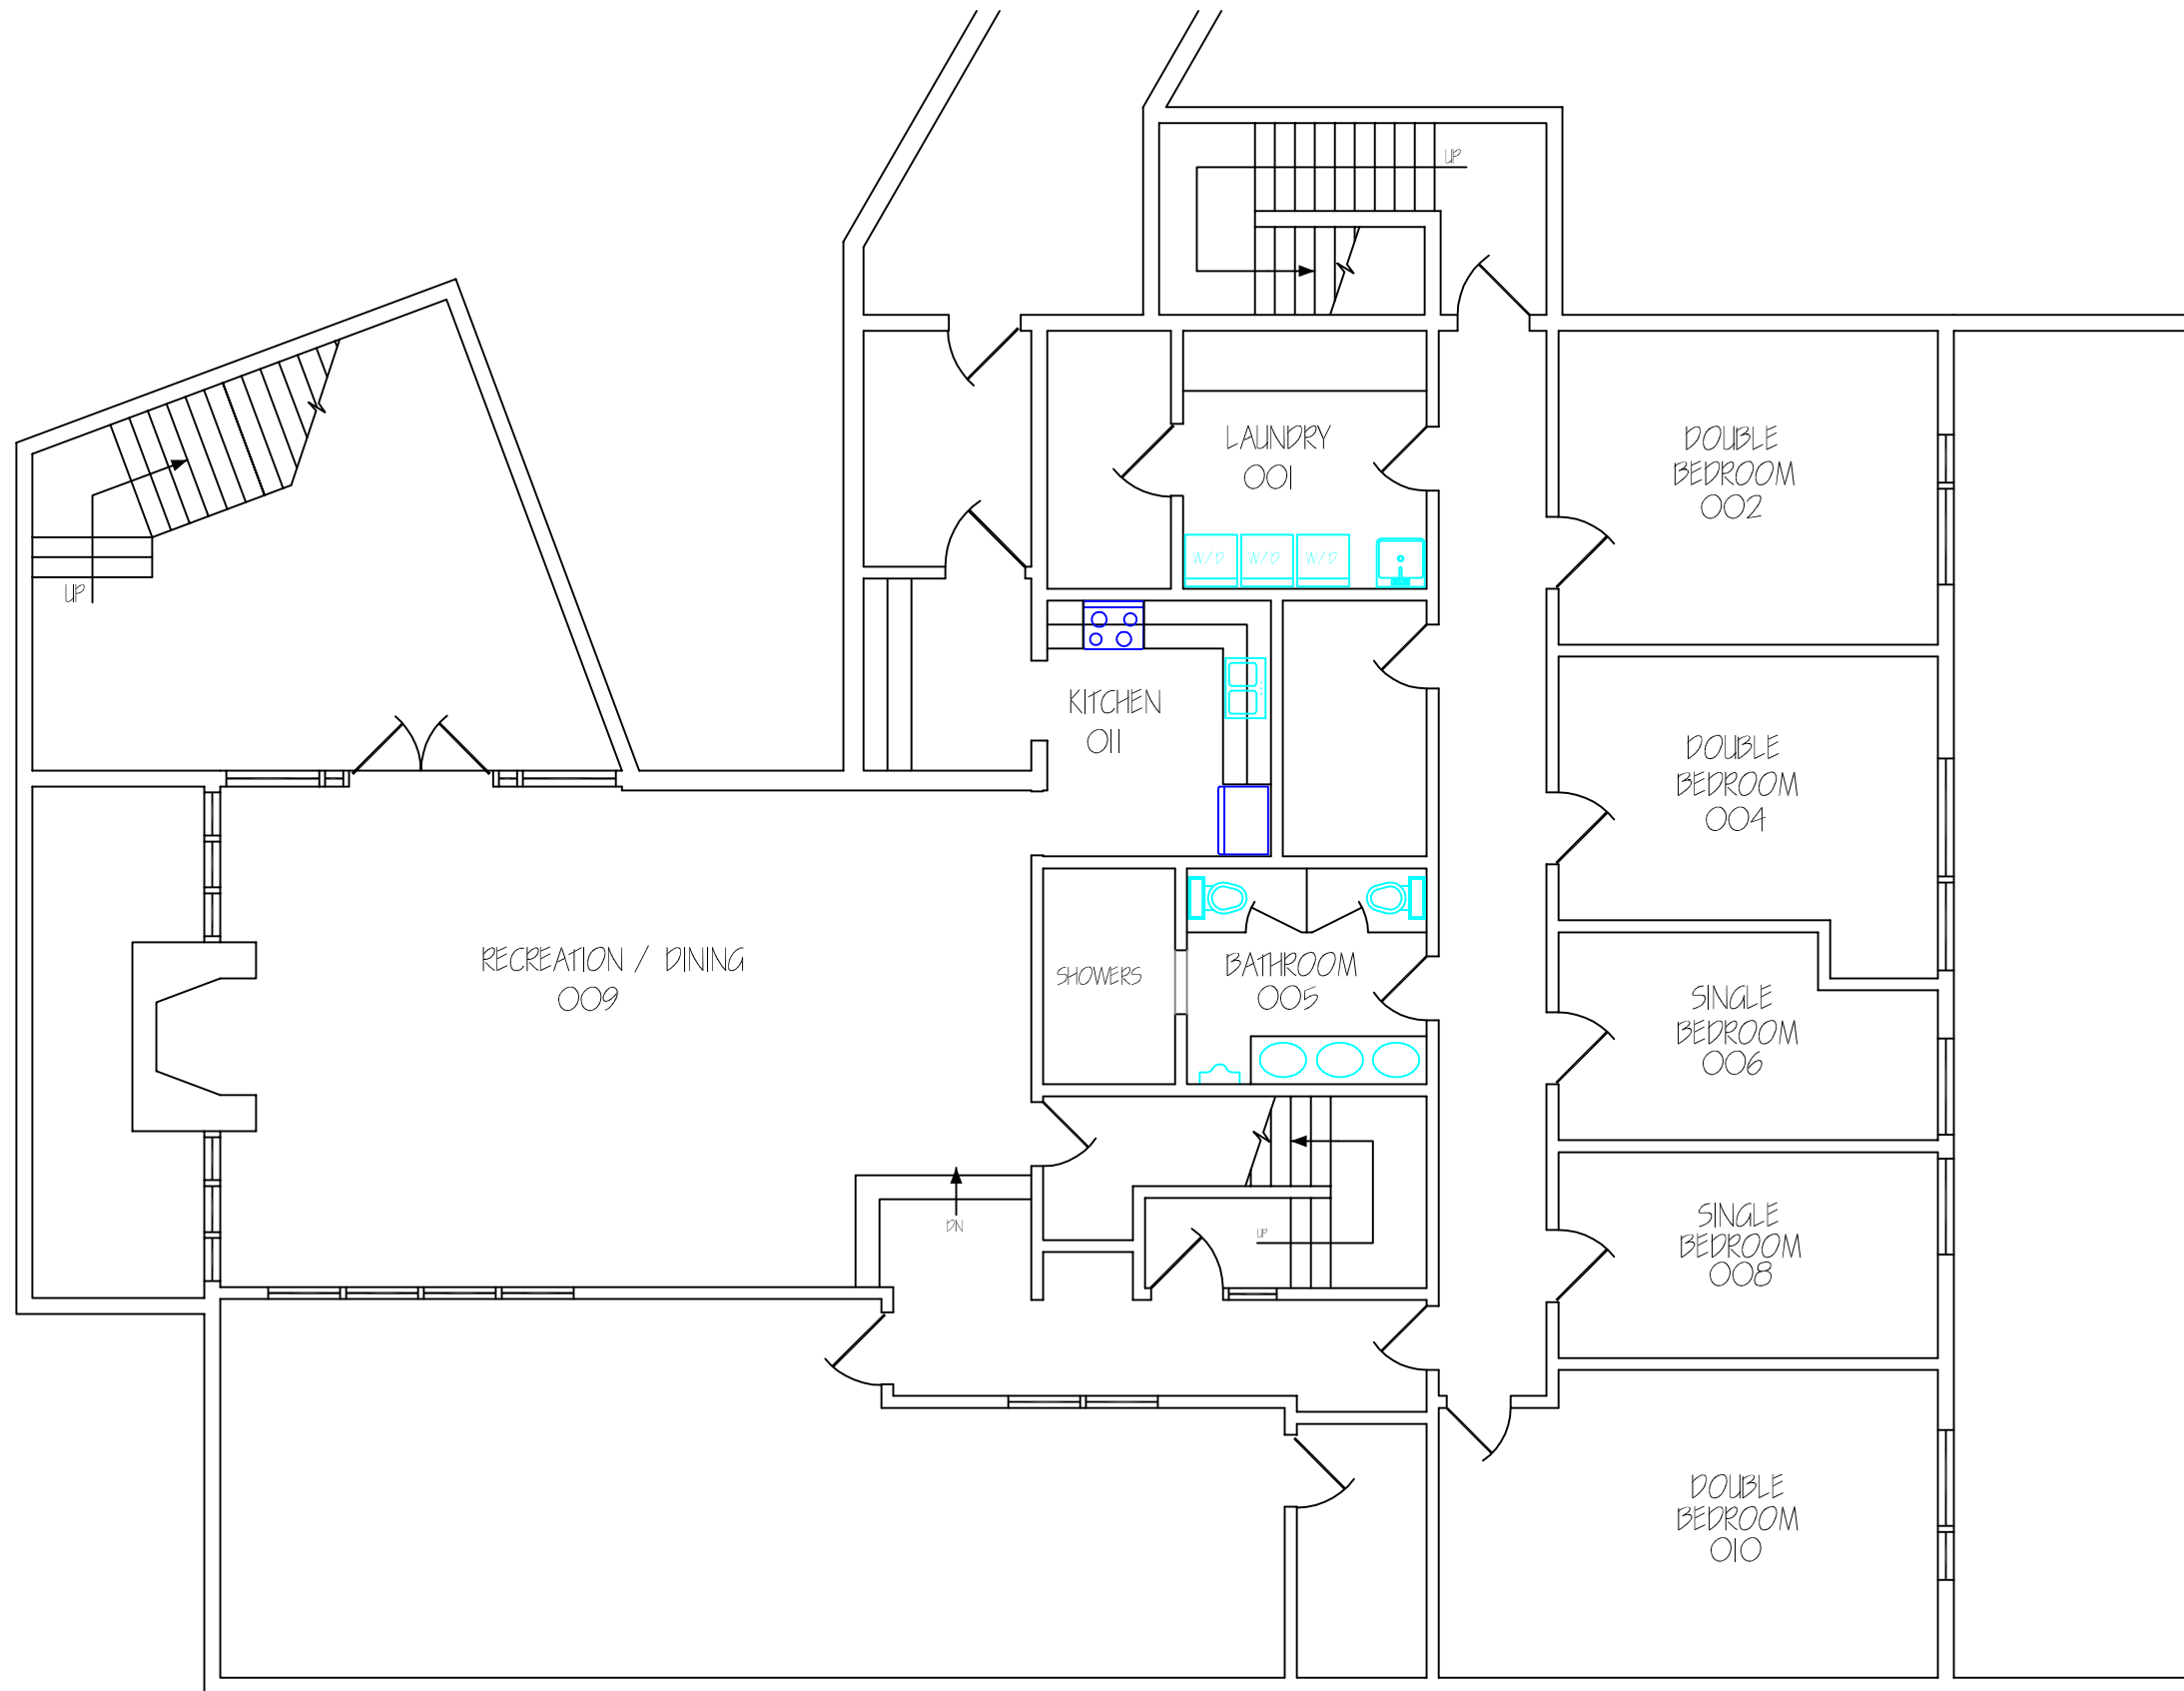 UP
LAUNDRY
001
W/D W/D W/D
DOUBLE
BEDROOM
002
UP
KITCHEN
011
DOUBLE
BEDROOM
004
RECREATION / DINING
009
SHOWERS
BATHROOM
005
SINGLE
BEDROOM
006
DN
UP
SINGLE
BEDROOM
008
DOUBLE
BEDROOM
010